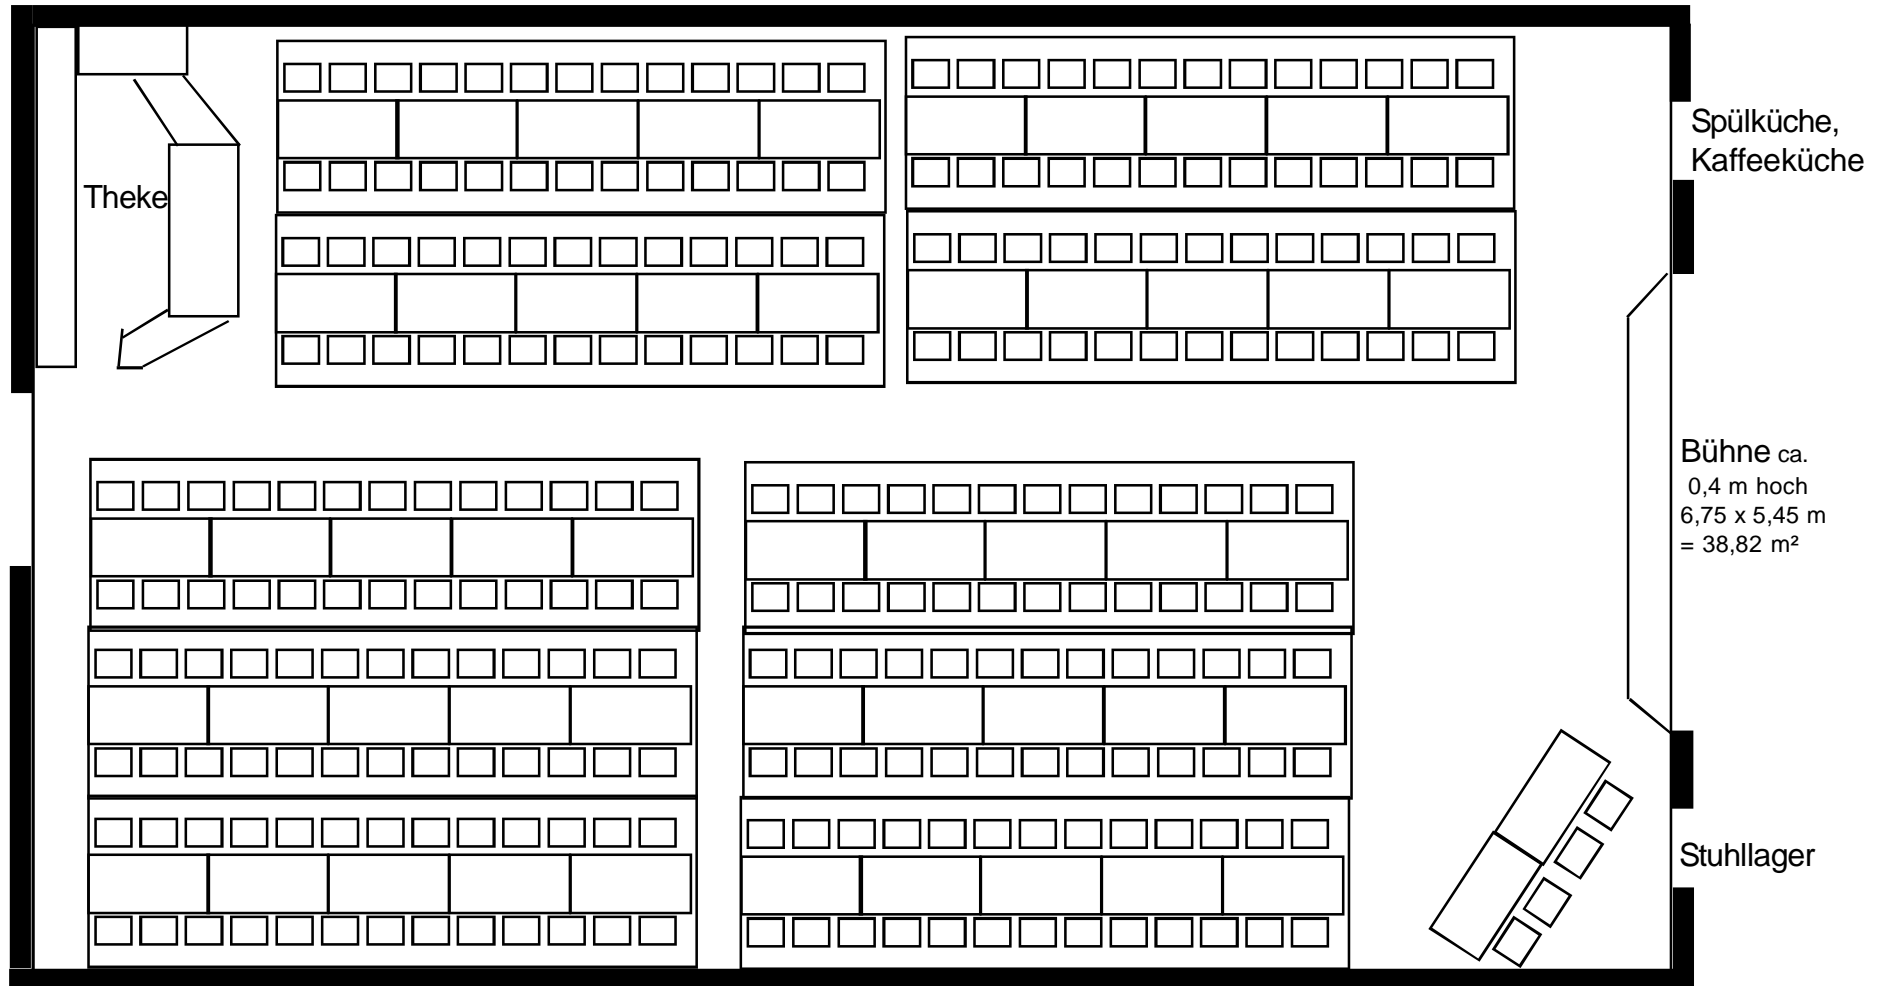 Spülküche,
Kaffeeküche
Theke
Bühne ca.
0,4 m hoch
6,75 x 5,45 m
= 38,82 m²
Stuhllager